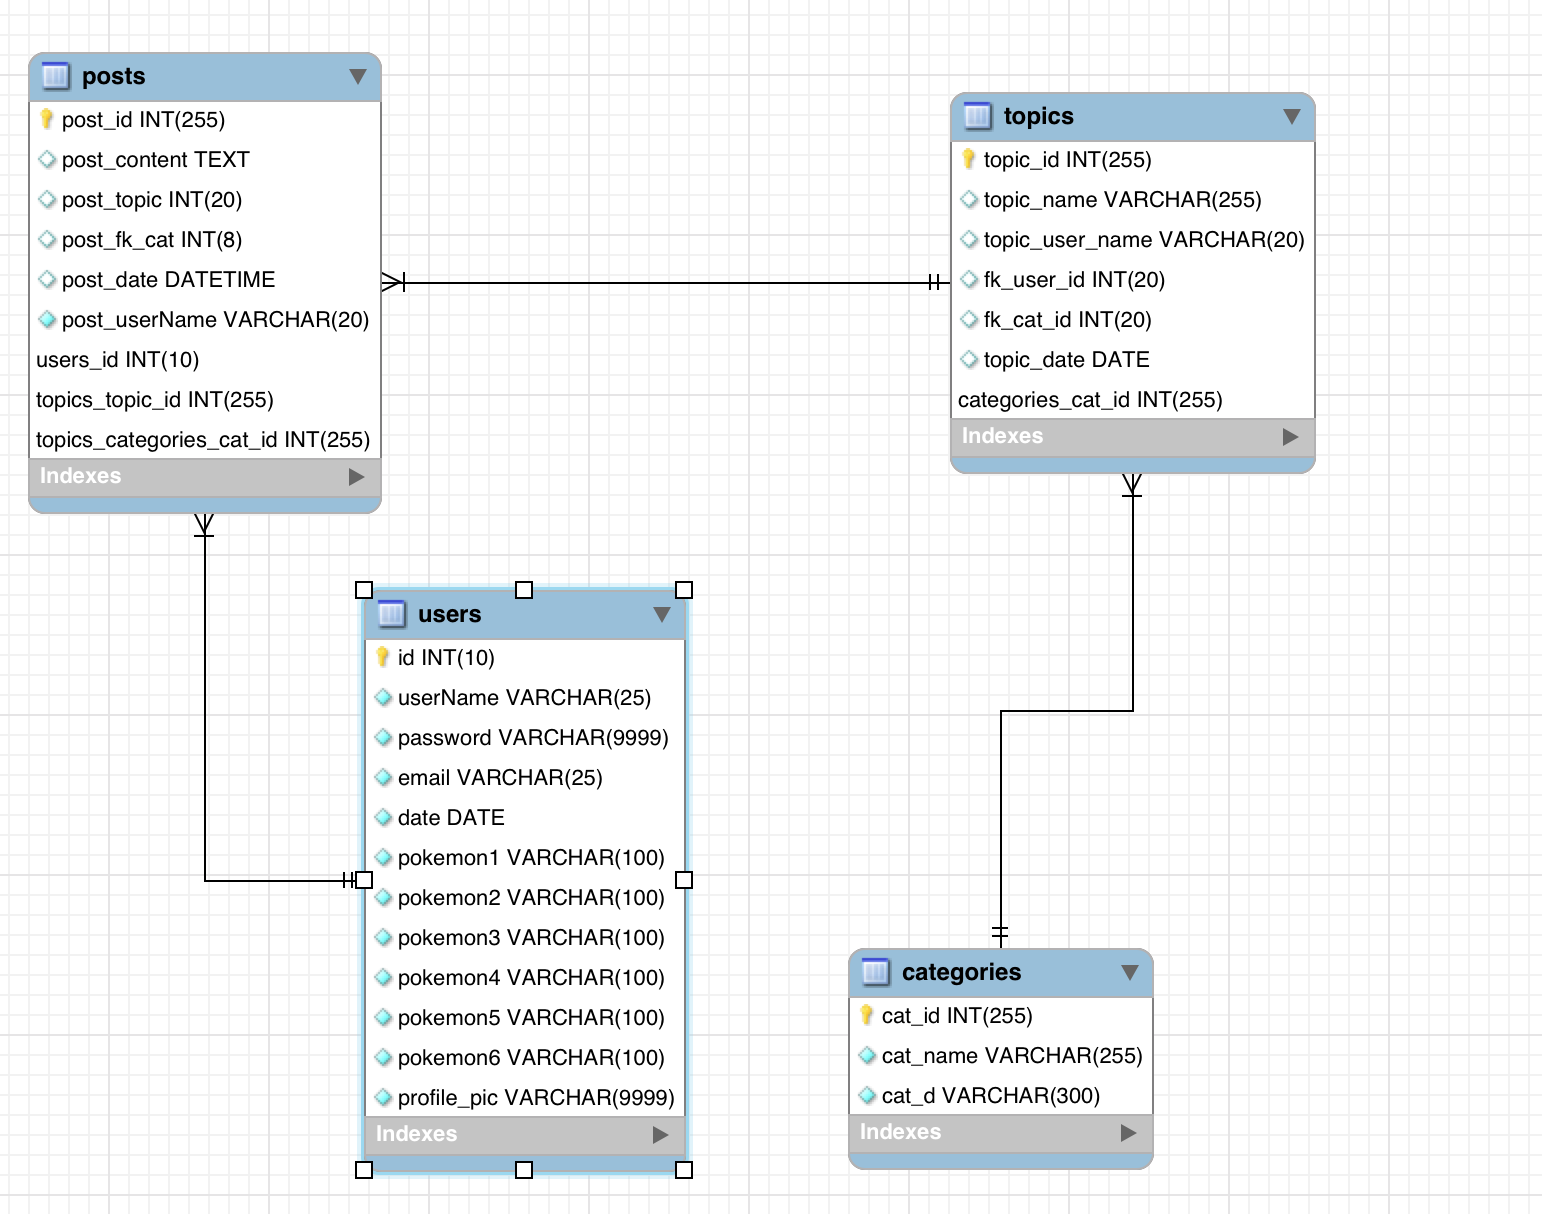 posts
post_id INT(255)
post_content TEXT
post_topic INT(20)
post_fk_cat INT(8)
post_date DATETIME
post_userName VARCHAR(20)
users_id INT(10)
topics_topic_id INT(255)
topics_categories_cat_id INT(255)
Indexes
topics
topic_id INT(255)
topic_name VARCHAR(255)
topic_user_name VARCHAR(20)
fk_user_id INT(20)
fk_cat_id INT(20)
topic_date DATE
categories_cat_id INT(255)
Indexes
users
id INT(10)
userName VARCHAR(25)
password VARCHAR(9999)
email VARCHAR(25)
date DATE
pokemon1 VARCHAR(100)
pokemon2 VARCHAR(100)
pokemon3 VARCHAR(100)
pokemon4 VARCHAR(100)
pokemon5 VARCHAR(100)
pokemon6 VARCHAR(100)
profile_pic VARCHAR(9999)
Indexes
categories
cat_id INT(255)
cat_name VARCHAR(255)
cat_d VARCHAR(300)
Indexes